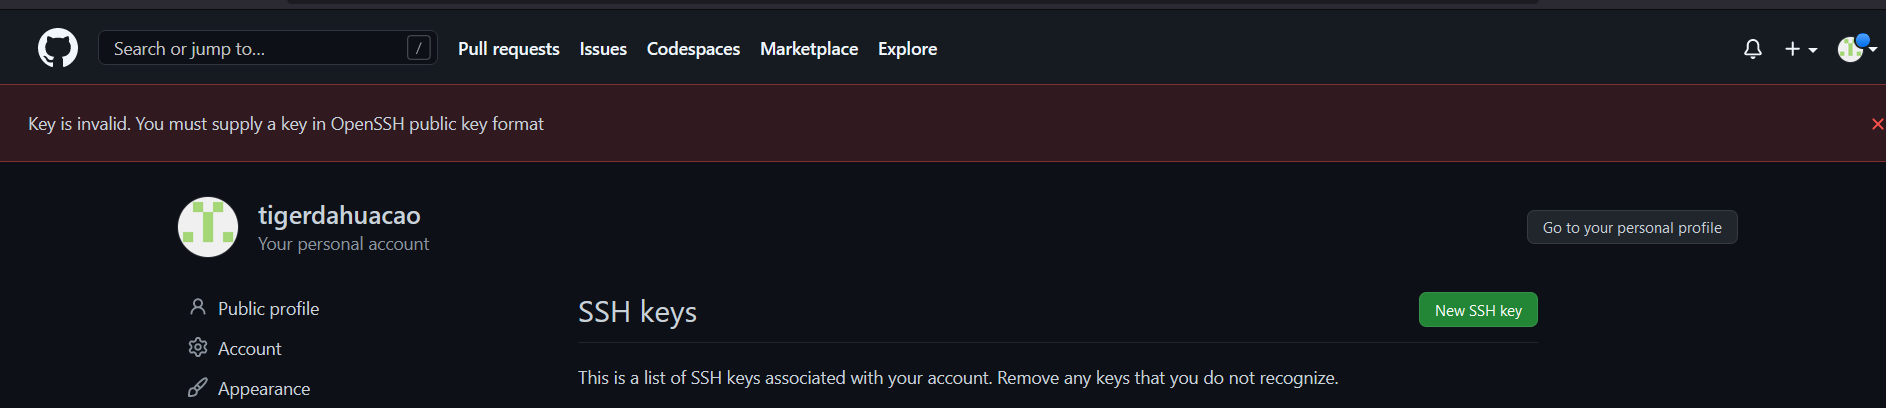 Search or jump to... / Pull requests Issues Codespaces Marketplace Explore
Key is invalid. You must supply a key in OpenSSH public key format
tigerdahuacao
Your personal account
Go to your personal profile
Public profile
Account
Appearance
SSH keys
New SSH key
This is a list of SSH keys associated with your account. Remove any keys that you do not recognize.